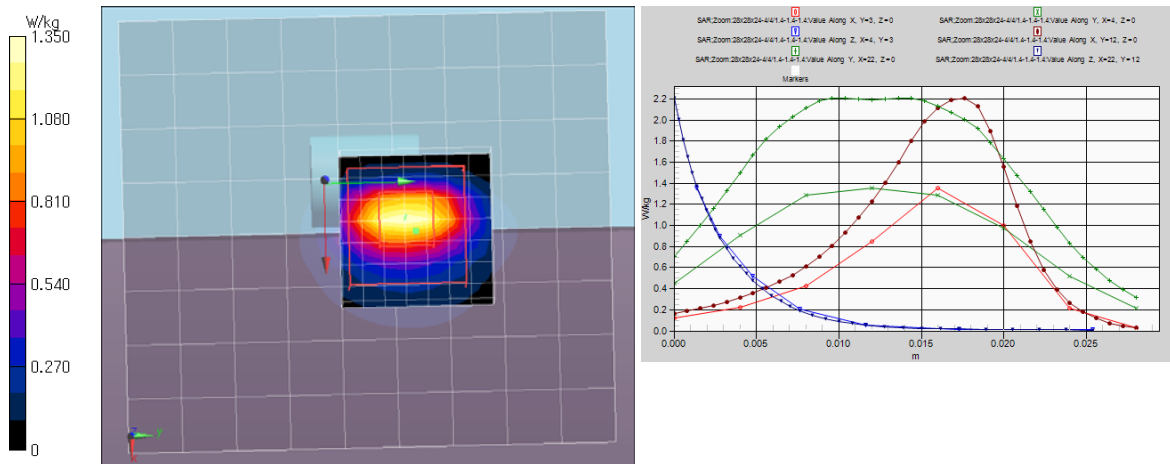 W/kg
1.350
1.080
0.810
0.540
0.270
0
z
y
x
SAR;Zoom:28x28x24-4/4/1.4-1.4-1.4:Value Along X, Y=3, Z=0
SAR;Zoom:28x28x24-4/4/1.4-1.4-1.4:Value Along Y, X=4, Z=0
SAR;Zoom:28x28x24-4/4/1.4-1.4-1.4:Value Along Z, X=4, Y=3
SAR;Zoom:28x28x24-4/4/1.4-1.4-1.4:Value Along X, Y=12, Z=0
SAR;Zoom:28x28x24-4/4/1.4-1.4-1.4:Value Along Y, X=22, Z=0
SAR;Zoom:28x28x24-4/4/1.4-1.4-1.4:Value Along Z, X=22, Y=12
Markers
2.2
2.0
1.8
1.6
1.4
1.2
1.0
0.8
0.6
0.4
0.2
0.0
W/kg
0.000
0.005
0.010
0.015
0.020
0.025
m